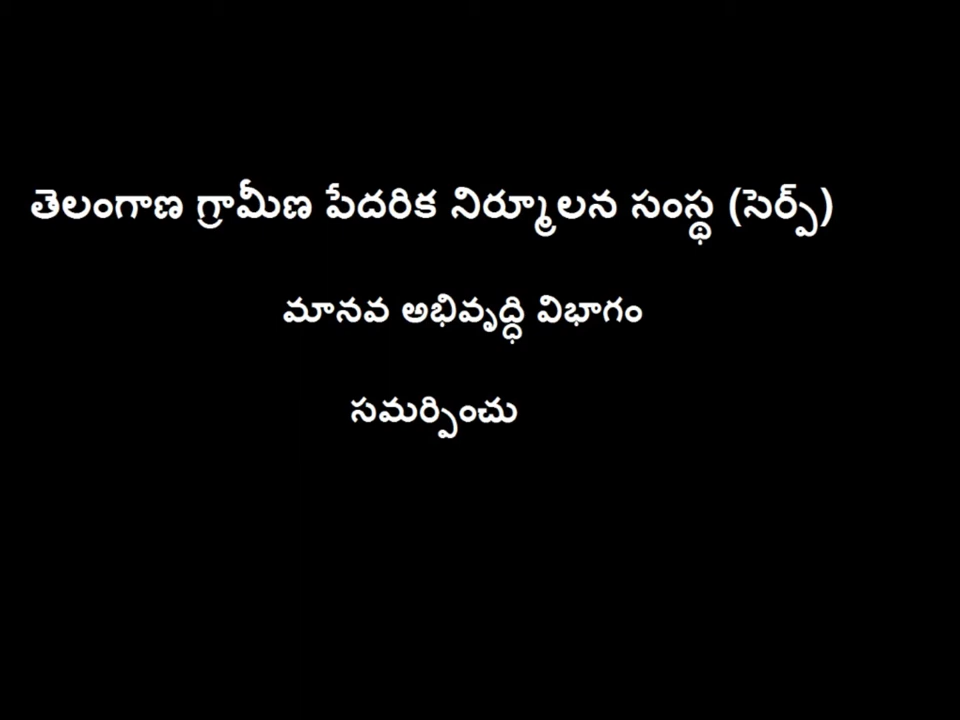 తెలంగాణ గ్రామీణ పేదరిక నిర్మూలన సంస్థ (సెర్ప్)
మానవ అభివృద్ధి విభాగం
సమర్పించు